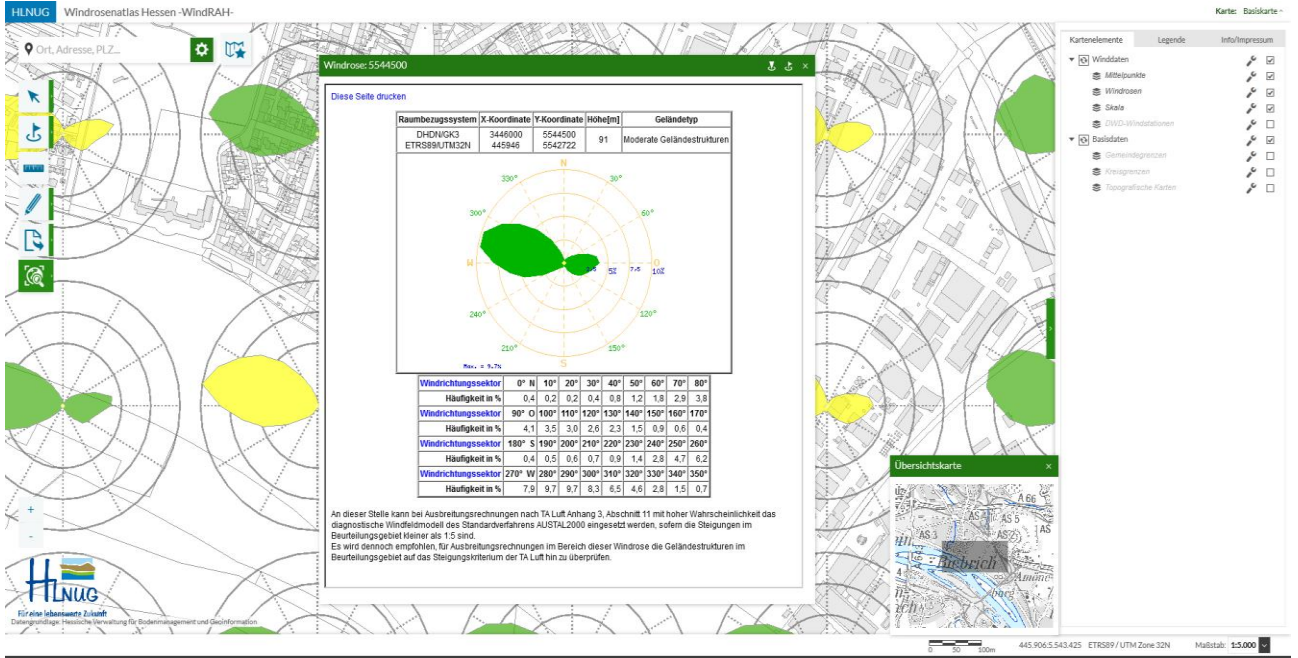 HLNUG Windrosenatlas Hessen -WindRAH-
Karte: Basiskarte
Ort, Adresse, PLZ...
Windrose: 5544500
Diese Seite drucken
Raumbezugssystem X-Koordinate Y-Koordinate Höhe[m] Geländetyp
DHDN/GK3 3446000 5544500 91 Moderate Geländestrukturen
ETRS89/UTM32N 445946 5542722
N
330° 30°
300° 60°
W O
2.5 5% 7.5 10%
240° 120°
210° 150°
S
Max. = 9.7%
Windrichtungssektor 0° N 10° 20° 30° 40° 50° 60° 70° 80°
Häufigkeit in % 0,4 0,2 0,2 0,4 0,8 1,2 1,8 2,9 3,8
Windrichtungssektor 90° O 100° 110° 120° 130° 140° 150° 160° 170°
Häufigkeit in % 4,1 3,5 3,0 2,6 2,3 1,5 0,9 0,6 0,4
Windrichtungssektor 180° S 190° 200° 210° 220° 230° 240° 250° 260°
Häufigkeit in % 0,4 0,5 0,6 0,7 0,9 1,4 2,8 4,7 6,2
Windrichtungssektor 270° W 280° 290° 300° 310° 320° 330° 340° 350°
Häufigkeit in % 7,9 9,7 9,7 8,3 6,5 4,6 2,8 1,5 0,7
An dieser Stelle kann bei Ausbreitungsrechnungen nach TA Luft Anhang 3, Abschnitt 11 mit hoher Wahrscheinlichkeit das
diagnostische Windfeldmodell des Standardverfahrens AUSTAL2000 eingesetzt werden, sofern die Steigungen im
Beurteilungsgebiet kleiner als 1:5 sind.
Es wird dennoch empfohlen, für Ausbreitungsrechnungen im Bereich dieser Windrose die Geländestrukturen im
Beurteilungsgebiet auf das Steigungskriterium der TA Luft hin zu überprüfen.
Kartenelemente Legende Info/Impressum
Winddaten
Mittelpunkte
Windrosen
Skala
DWD-Windstationen
Basisdaten
Gemeindegrenzen
Kreisgrenzen
Topografische Karten
Übersichtskarte
A 66
AS 5
AS 3
Biebrich
Amöne
burg
+
-
HLNUG
Für eine lebenswerte Zukunft
Datengrundlage: Hessische Verwaltung für Bodenmanagement und Geoinformation
0 50 100m
445.906:5.543.425 ETRS89 / UTM Zone 32N Maßstab: 1:5.000